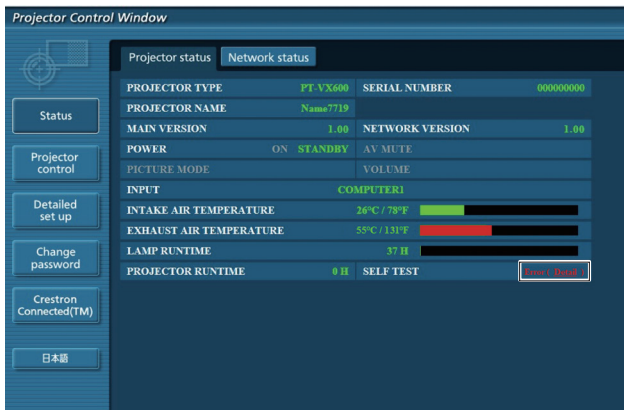 Projector Control Window
Projector status Network status
PROJECTOR TYPE PT-VX600 SERIAL NUMBER 000000000
PROJECTOR NAME Name7719
Status
MAIN VERSION 1.00 NETWORK VERSION 1.00
POWER ON STANDBY AV MUTE
Projector control
PICTURE MODE VOLUME
INPUT COMPUTER1
Detailed set up
INTAKE AIR TEMPERATURE 26°C / 78°F
EXHAUST AIR TEMPERATURE 55°C / 131°F
Change password
LAMP RUNTIME 37 H
PROJECTOR RUNTIME 0 H SELF TEST
Crestron Connected(TM)
日本語